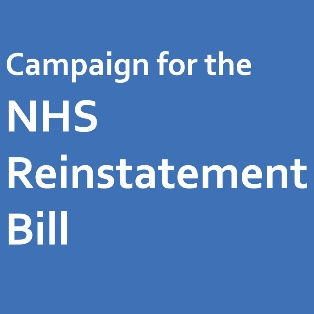 Campaign for the
NHS
Reinstatement
Bill